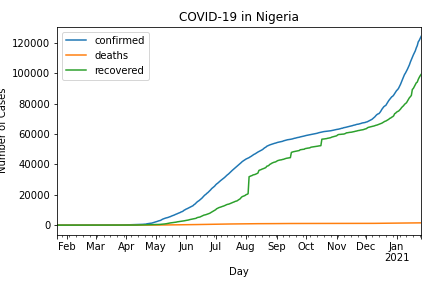 COVID-19 in Nigeria
confirmed
deaths
recovered
120000
100000
80000
60000
40000
20000
0
Number of Cases
Feb Mar Apr May Jun Jul Aug Sep Oct Nov Dec Jan
2021
Day